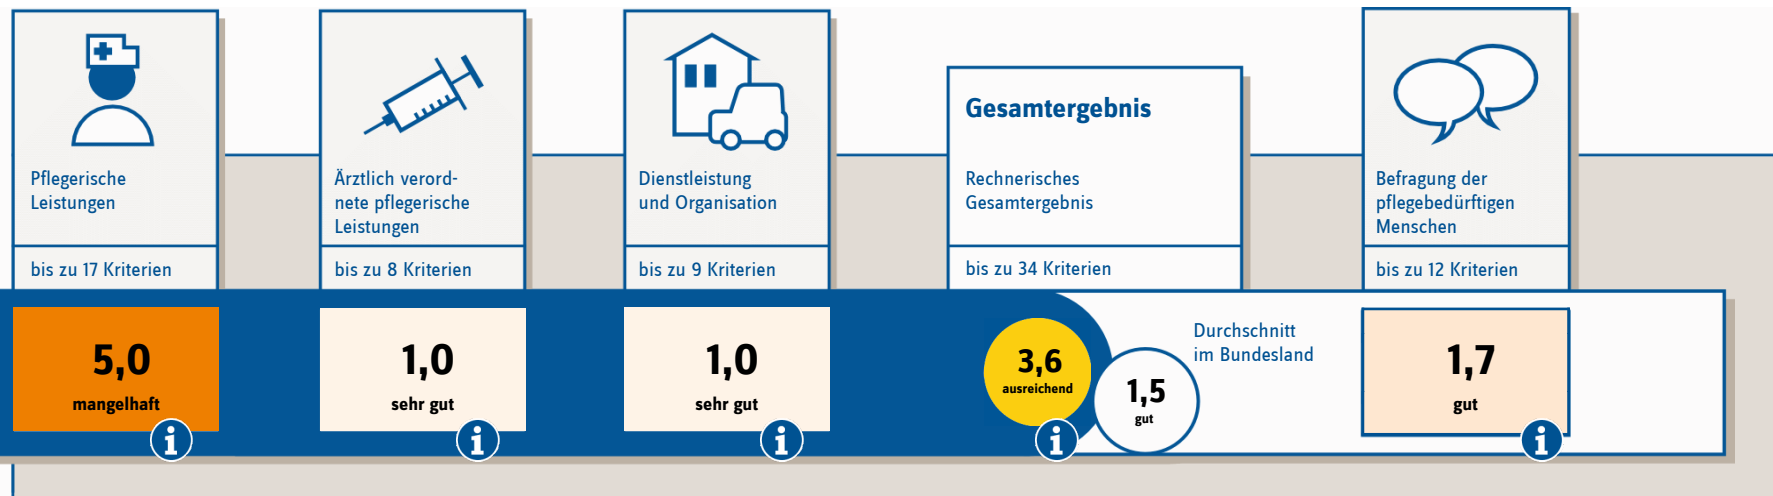 Pflegerische
Leistungen
bis zu 17 Kriterien
5,0
mangelhaft
i
Ärztlich verord-
nete pflegerische
Leistungen
bis zu 8 Kriterien
1,0
sehr gut
i
Dienstleistung
und Organisation
bis zu 9 Kriterien
1,0
sehr gut
i
Gesamtergebnis
Rechnerisches
Gesamtergebnis
bis zu 34 Kriterien
3,6
ausreichend
i
Durchschnitt
im Bundesland
1,5
gut
Befragung der
pflegebedürftigen
Menschen
bis zu 12 Kriterien
1,7
gut
i